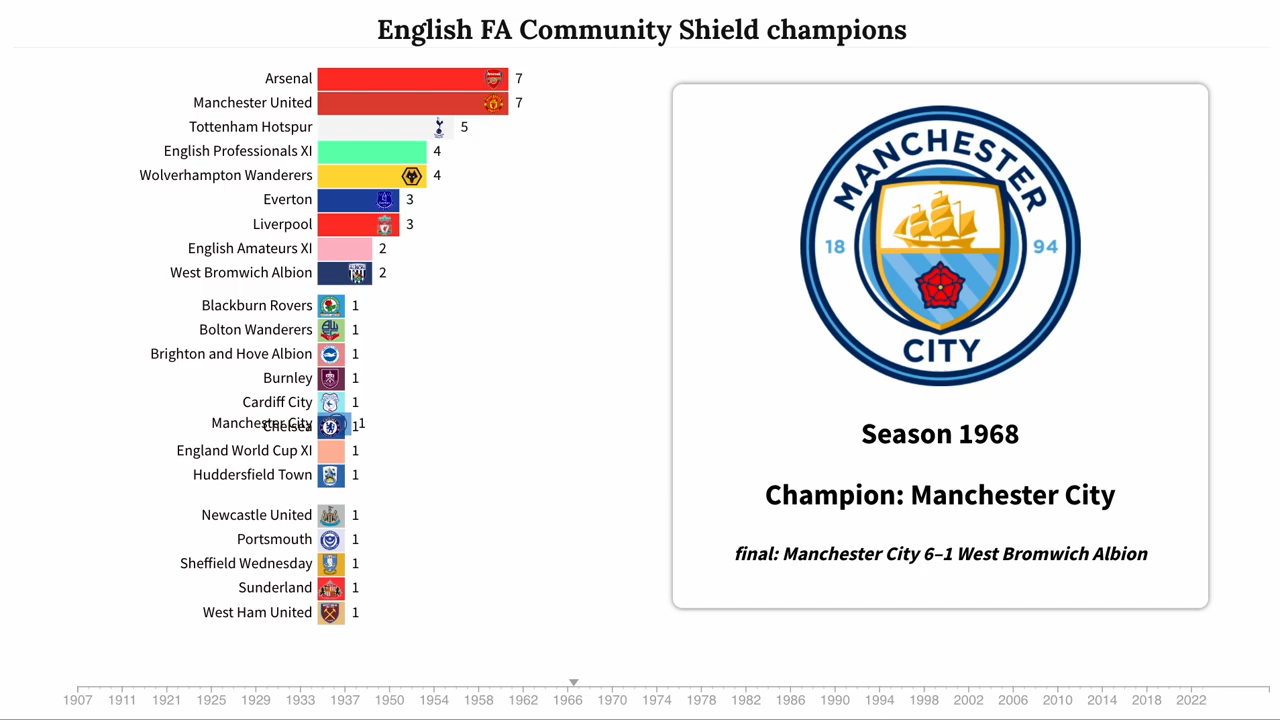 English FA Community Shield champions
Arsenal 7
Manchester United 7
Tottenham Hotspur 5
English Professionals XI 4
Wolverhampton Wanderers 4
Everton 3
Liverpool 3
English Amateurs XI 2
West Bromwich Albion 2
Blackburn Rovers 1
Bolton Wanderers 1
Brighton and Hove Albion 1
Burnley 1
Cardiff City 1
Manchester City 1
Chelsea 1
England World Cup XI 1
Huddersfield Town 1
Newcastle United 1
Portsmouth 1
Sheffield Wednesday 1
Sunderland 1
West Ham United 1
MANCHESTER
18 94
CITY
Season 1968
Champion: Manchester City
final: Manchester City 6–1 West Bromwich Albion
1907 1911 1921 1925 1929 1933 1937 1950 1954 1958 1962 1966 1970 1974 1978 1982 1986 1990 1994 1998 2002 2006 2010 2014 2018 2022